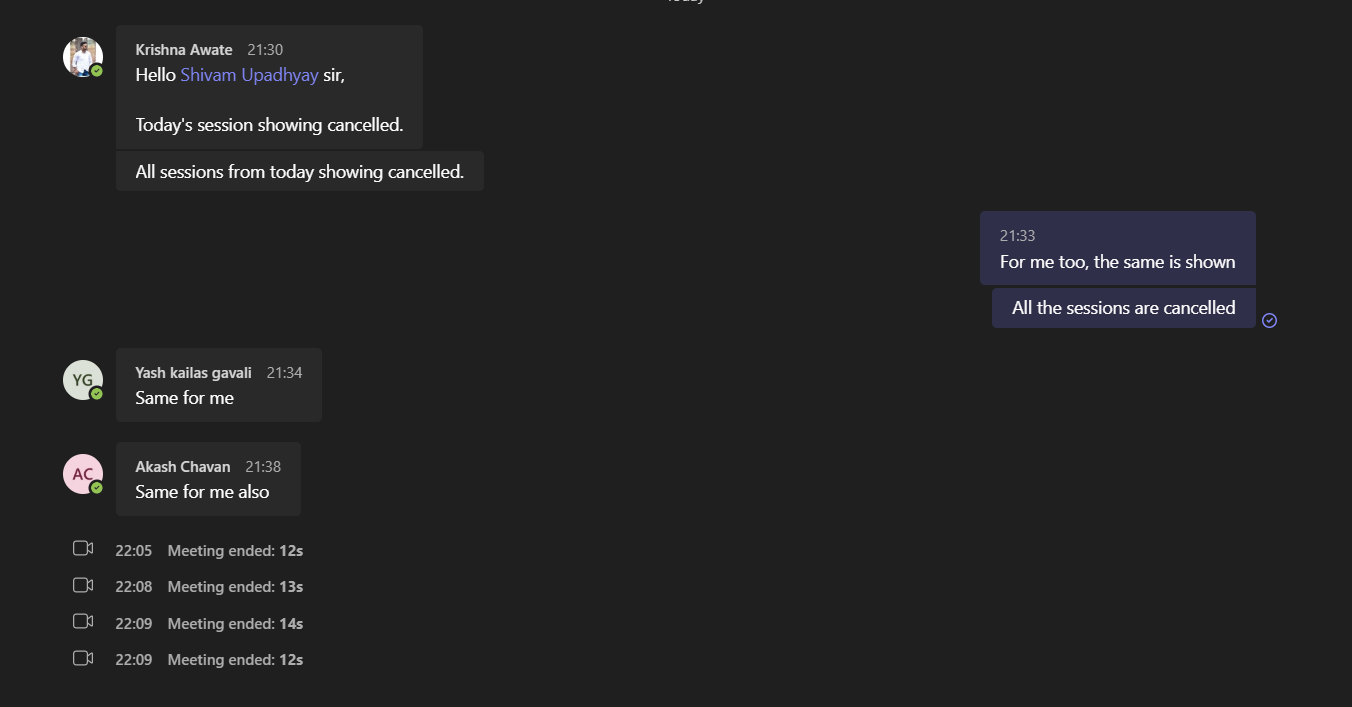 Today
Krishna Awate 21:30
Hello Shivam Upadhyay sir,
Today's session showing cancelled.
All sessions from today showing cancelled.
21:33
For me too, the same is shown
All the sessions are cancelled
YG
Yash kailas gavali 21:34
Same for me
AC
Akash Chavan 21:38
Same for me also
22:05 Meeting ended: 12s
22:08 Meeting ended: 13s
22:09 Meeting ended: 14s
22:09 Meeting ended: 12s